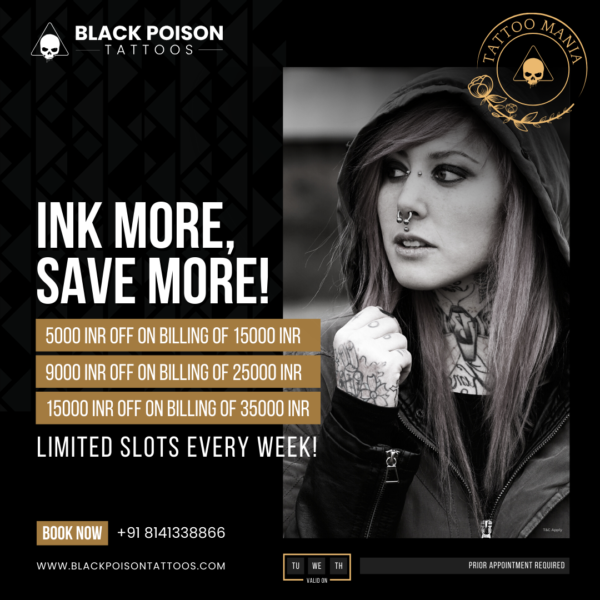 BLACK POISON
TATTOOS
TATTOO MANIA
INK MORE,
SAVE MORE!
5000 INR OFF ON BILLING OF 15000 INR
9000 INR OFF ON BILLING OF 25000 INR
15000 INR OFF ON BILLING OF 35000 INR
LIMITED SLOTS EVERY WEEK!
T&C Apply.
BOOK NOW +91 8141338866
WWW.BLACKPOISONTATTOOS.COM
TU WE TH
VALID ON
PRIOR APPOINTMENT REQUIRED